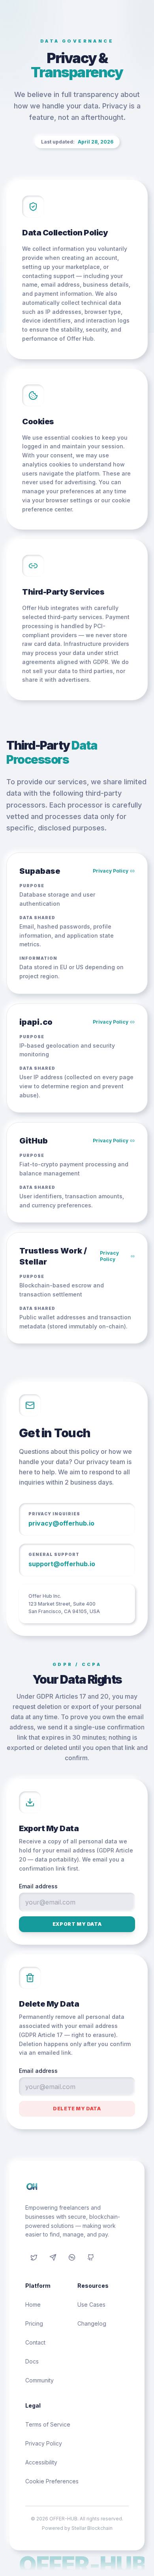 DATA GOVERNANCE
Privacy &
Transparency
We believe in full transparency about
how we handle your data. Privacy is a
feature, not an afterthought.
Last updated: April 28, 2026
Data Collection Policy
We collect information you voluntarily
provide when creating an account,
setting up your marketplace, or
contacting support — including your
name, email address, business details,
and payment information. We also
automatically collect technical data
such as IP addresses, browser type,
device identifiers, and interaction logs
to ensure the stability, security, and
performance of Offer Hub.
Cookies
We use essential cookies to keep you
logged in and maintain your session.
With your consent, we may use
analytics cookies to understand how
users navigate the platform. These are
never used for advertising. You can
manage your preferences at any time
via your browser settings or our cookie
preference center.
Third-Party Services
Offer Hub integrates with carefully
selected third-party services. Payment
processing is handled by PCI-
compliant providers — we never store
raw card data. Infrastructure providers
may process your data under strict
agreements aligned with GDPR. We do
not sell your data to third parties, nor
share it with advertisers.
Third-Party Data
Processors
To provide our services, we share limited
data with the following third-party
processors. Each processor is carefully
vetted and processes data only for
specific, disclosed purposes.
Supabase
Privacy Policy
PURPOSE
Database storage and user
authentication
DATA SHARED
Email, hashed passwords, profile
information, and application state
metrics.
INFORMATION
Data stored in EU or US depending on
project region.
ipapi.co
Privacy Policy
PURPOSE
IP-based geolocation and security
monitoring
DATA SHARED
User IP address (collected on every page
view to determine region and prevent
abuse).
GitHub
Privacy Policy
PURPOSE
Fiat-to-crypto payment processing and
balance management
DATA SHARED
User identifiers, transaction amounts,
and currency preferences.
Trustless Work /
Stellar
Privacy
Policy
PURPOSE
Blockchain-based escrow and
transaction settlement
DATA SHARED
Public wallet addresses and transaction
metadata (stored immutably on-chain).
Get in Touch
Questions about this policy or how we
handle your data? Our privacy team is
here to help. We aim to respond to all
inquiries within 2 business days.
PRIVACY INQUIRIES
privacy@offerhub.io
GENERAL SUPPORT
support@offerhub.io
Offer Hub Inc.
123 Market Street, Suite 400
San Francisco, CA 94105, USA
GDPR / CCPA
Your Data Rights
Under GDPR Articles 17 and 20, you may
request deletion or export of your personal
data at any time. To prove you own the email
address, we send it a single-use confirmation
link that expires in 30 minutes. Nothing is
exported or deleted until you open that link and
confirm.
Export My Data
Receive a copy of all personal data we
hold for your email address (GDPR Article
20 — data portability). We email you a
confirmation link first.
Email address
your@email.com
EXPORT MY DATA
Delete My Data
Permanently remove all personal data
associated with your email address
(GDPR Article 17 — right to erasure).
Deletion happens only after you confirm
via an emailed link.
Email address
your@email.com
DELETE MY DATA
Empowering freelancers and
businesses with secure, blockchain-
powered solutions — making work
easier to find, manage, and pay.
Platform
Resources
Home
Use Cases
Pricing
Changelog
Contact
Docs
Community
Legal
Terms of Service
Privacy Policy
Accessibility
Cookie Preferences
© 2026 OFFER-HUB. All rights reserved.
Powered by Stellar Blockchain
OFFER-HUB